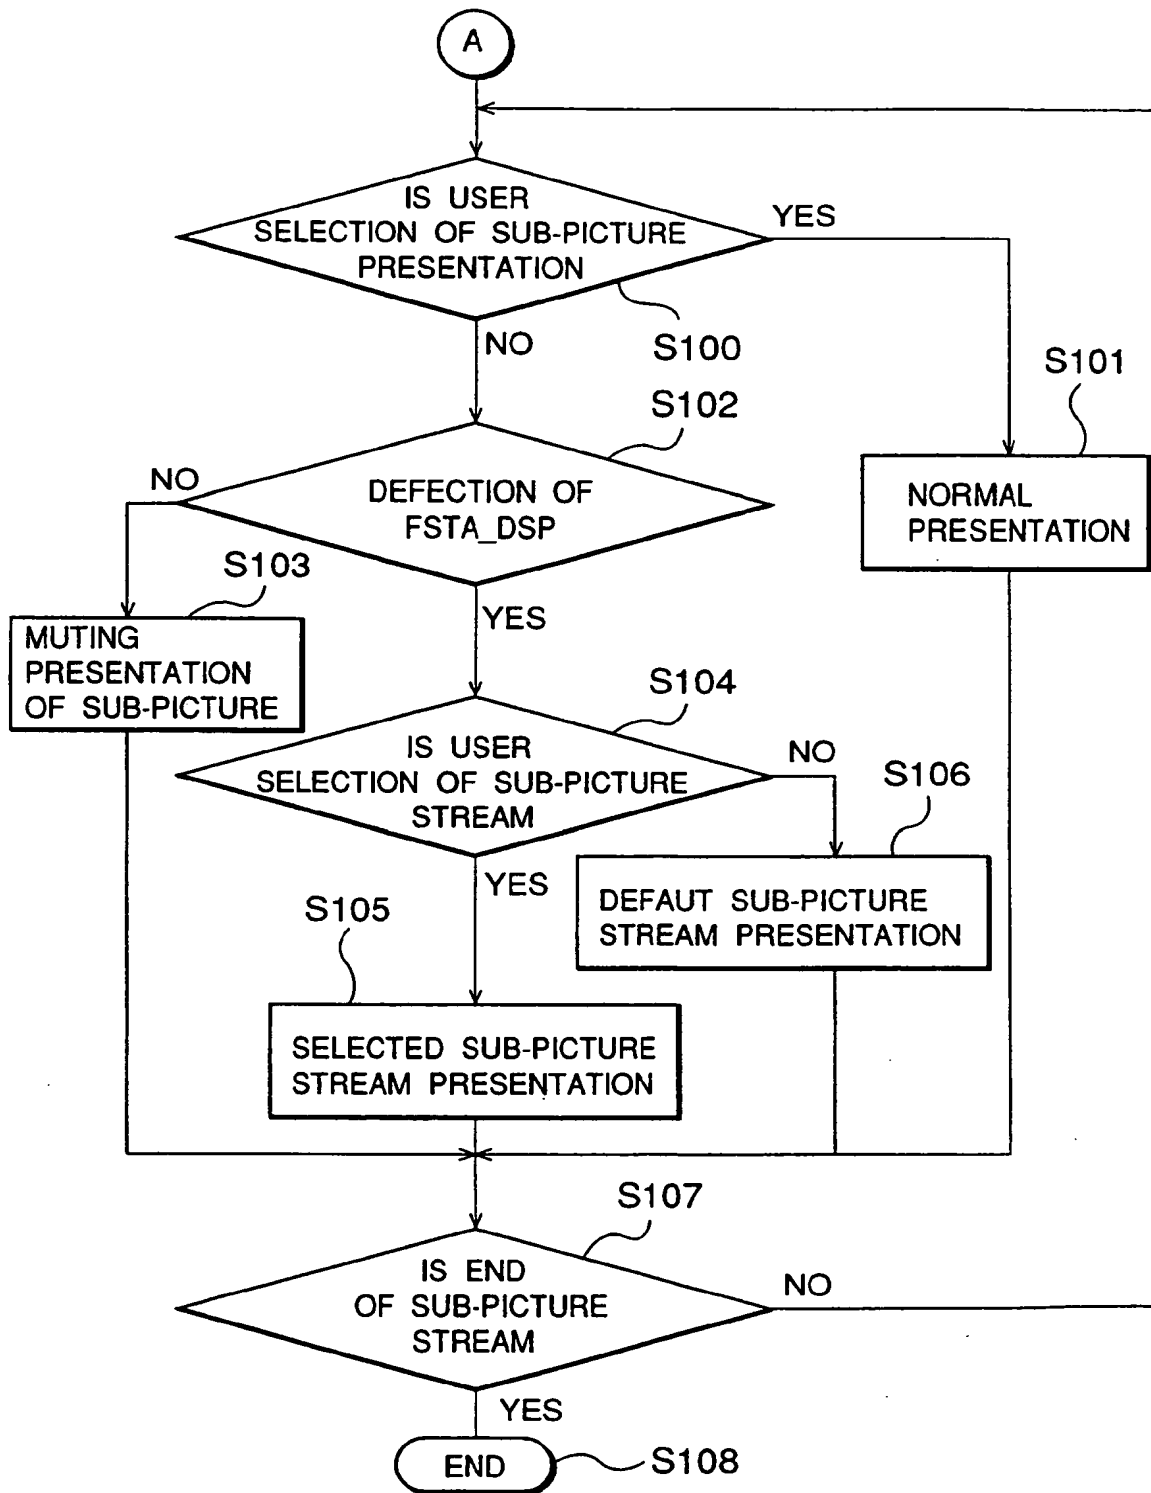 A
IS USER
SELECTION OF SUB-PICTURE
PRESENTATION
YES
NO
S100
S101
S102
NO
DEFECTION OF
FSTA_DSP
NORMAL
PRESENTATION
S103
YES
MUTING
PRESENTATION
OF SUB-PICTURE
S104
IS USER
SELECTION OF SUB-PICTURE
STREAM
NO
S106
YES
DEFAUT SUB-PICTURE
STREAM PRESENTATION
S105
SELECTED SUB-PICTURE
STREAM PRESENTATION
S107
IS END
OF SUB-PICTURE
STREAM
NO
YES
END
S108